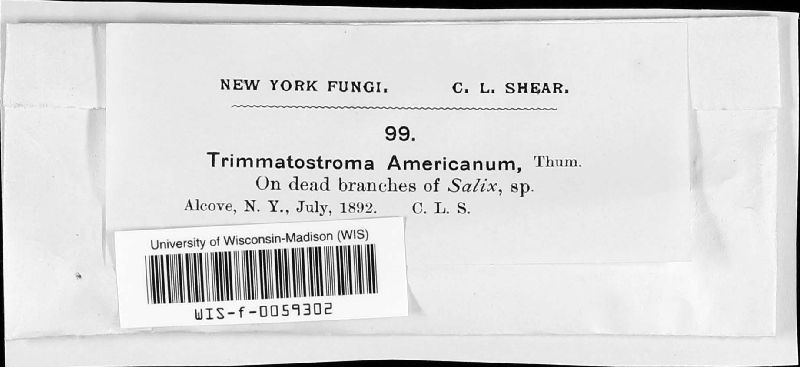 NEW YORK FUNGI. C. L. SHEAR.
99.
Trimmatostroma Americanum, Thum.
On dead branches of Salix, sp.
Alcove, N. Y., July, 1892. C. L. S.
University of Wisconsin-Madison (WIS)
WIS-f-0059302